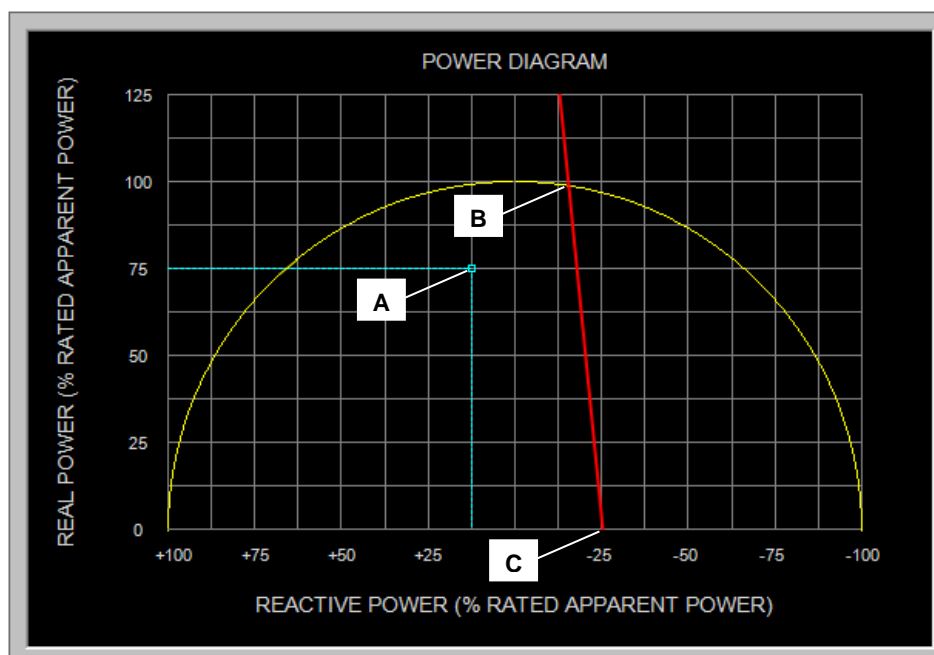 POWER DIAGRAM
REAL POWER (% RATED APPARENT POWER)
125
100
75
50
25
0
B
A
C
+100 +75 +50 +25 -25 -50 -75 -100
REACTIVE POWER (% RATED APPARENT POWER)